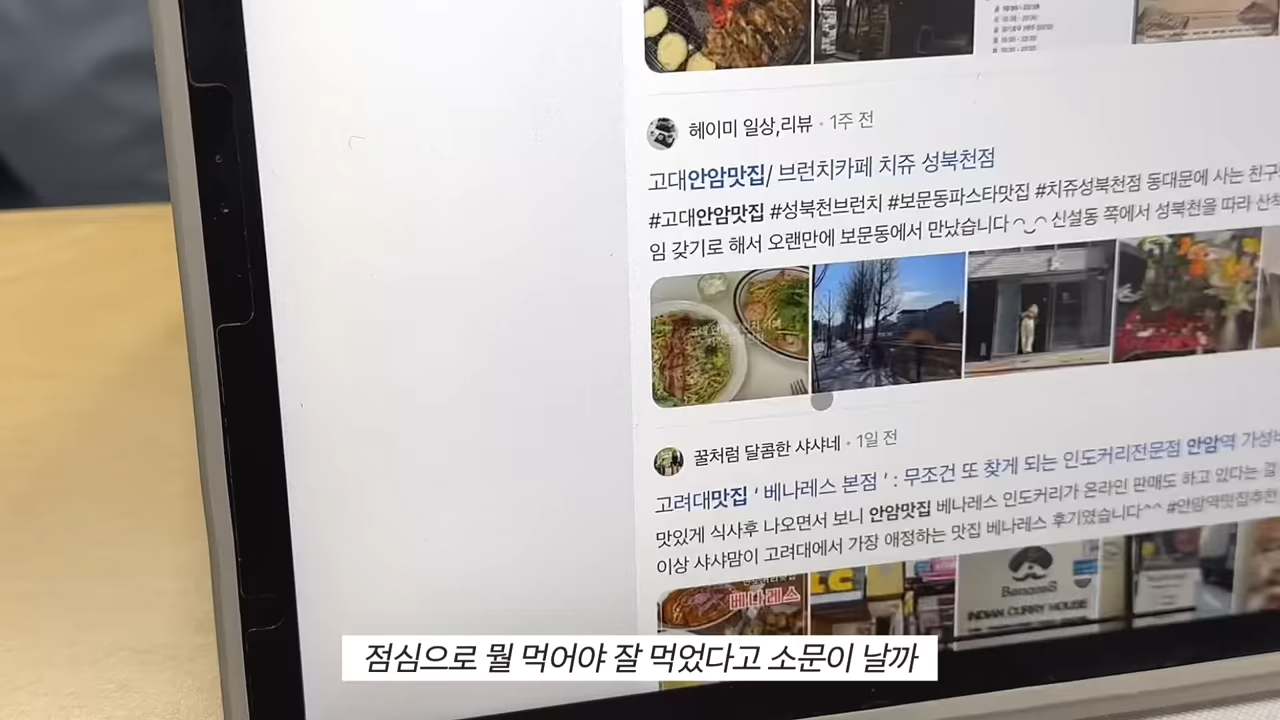 헤이미 일상,리뷰 · 1주 전
고대안암맛집/ 브런치카페 치쥬 성북천점
#고대안암맛집 #성북천브런치 #보문동파스타맛집 #치쥬성북천점 동대문에 사는 친구
임 갖기로 해서 오랜만에 보문동에서 만났습니다 ◠‿◠ 신설동 쪽에서 성북천을 따라 산책
꿀처럼 달콤한 샤샤네 · 1일 전
고려대맛집 ' 베나레스 본점 ' : 무조건 또 찾게 되는 인도커리전문점 안암역 가성비
맛있게 식사후 나오면서 보니 안암맛집 베나레스 인도커리가 온라인 판매도 하고 있다는 걸
이상 샤샤맘이 고려대에서 가장 애정하는 맛집 베나레스 후기였습니다^^ #안암역맛집추천
베나레스
BenareS
INDIAN CURRY HOUSE
점심으로 뭘 먹어야 잘 먹었다고 소문이 날까